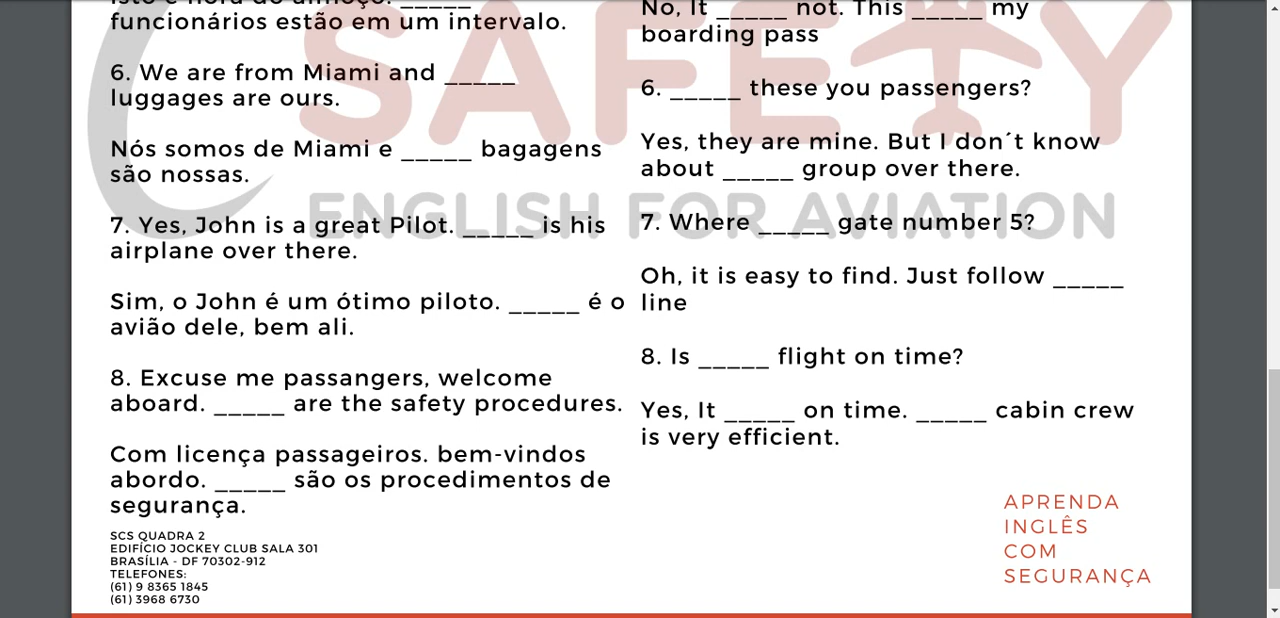 funcionários estão em um intervalo.
6. We are from Miami and _____
luggages are ours.
Nós somos de Miami e _____ bagagens
são nossas.
7. Yes, John is a great Pilot. _____ is his
airplane over there.
Sim, o John é um ótimo piloto. _____ é o
avião dele, bem ali.
8. Excuse me passangers, welcome
aboard. _____ are the safety procedures.
Com licença passageiros. bem-vindos
abordo. _____ são os procedimentos de
segurança.
No, It _____ not. This _____ my
boarding pass
6. _____ these you passengers?
Yes, they are mine. But I don´t know
about _____ group over there.
7. Where _____ gate number 5?
Oh, it is easy to find. Just follow _____
line
8. Is _____ flight on time?
Yes, It _____ on time. _____ cabin crew
is very efficient.
SAFETY
ENGLISH FOR AVIATION
SCS QUADRA 2
EDIFÍCIO JOCKEY CLUB SALA 301
BRASÍLIA - DF 70302-912
TELEFONES:
(61) 9 8365 1845
(61) 3968 6730
APRENDA
INGLÊS
COM
SEGURANÇA